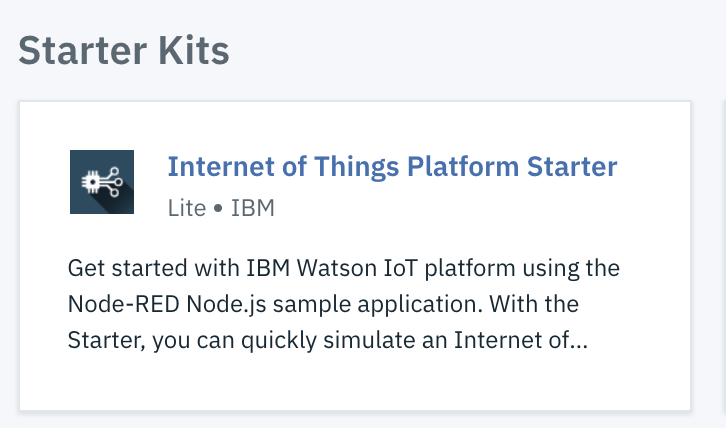 Starter Kits
Internet of Things Platform Starter
Lite • IBM
Get started with IBM Watson IoT platform using the
Node-RED Node.js sample application. With the
Starter, you can quickly simulate an Internet of...